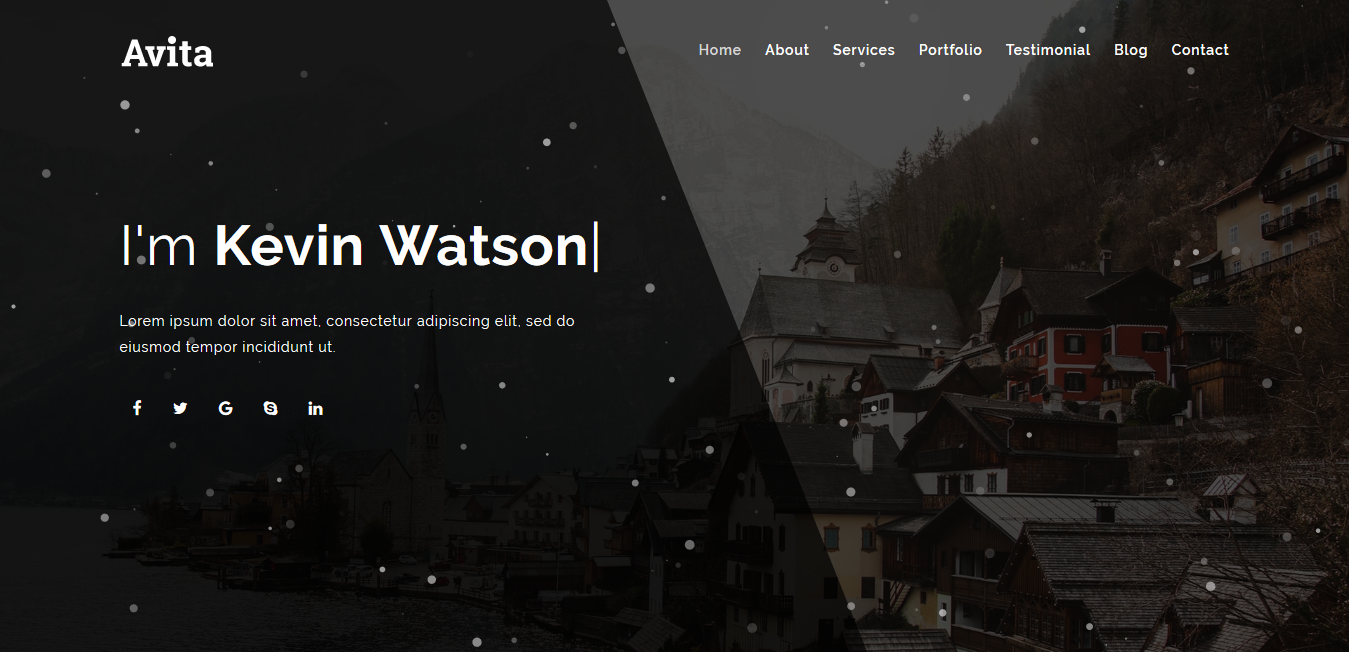 Avita
Home About Services Portfolio Testimonial Blog Contact
I'm Kevin Watson|
Lorem ipsum dolor sit amet, consectetur adipiscing elit, sed do
eiusmod tempor incididunt ut.